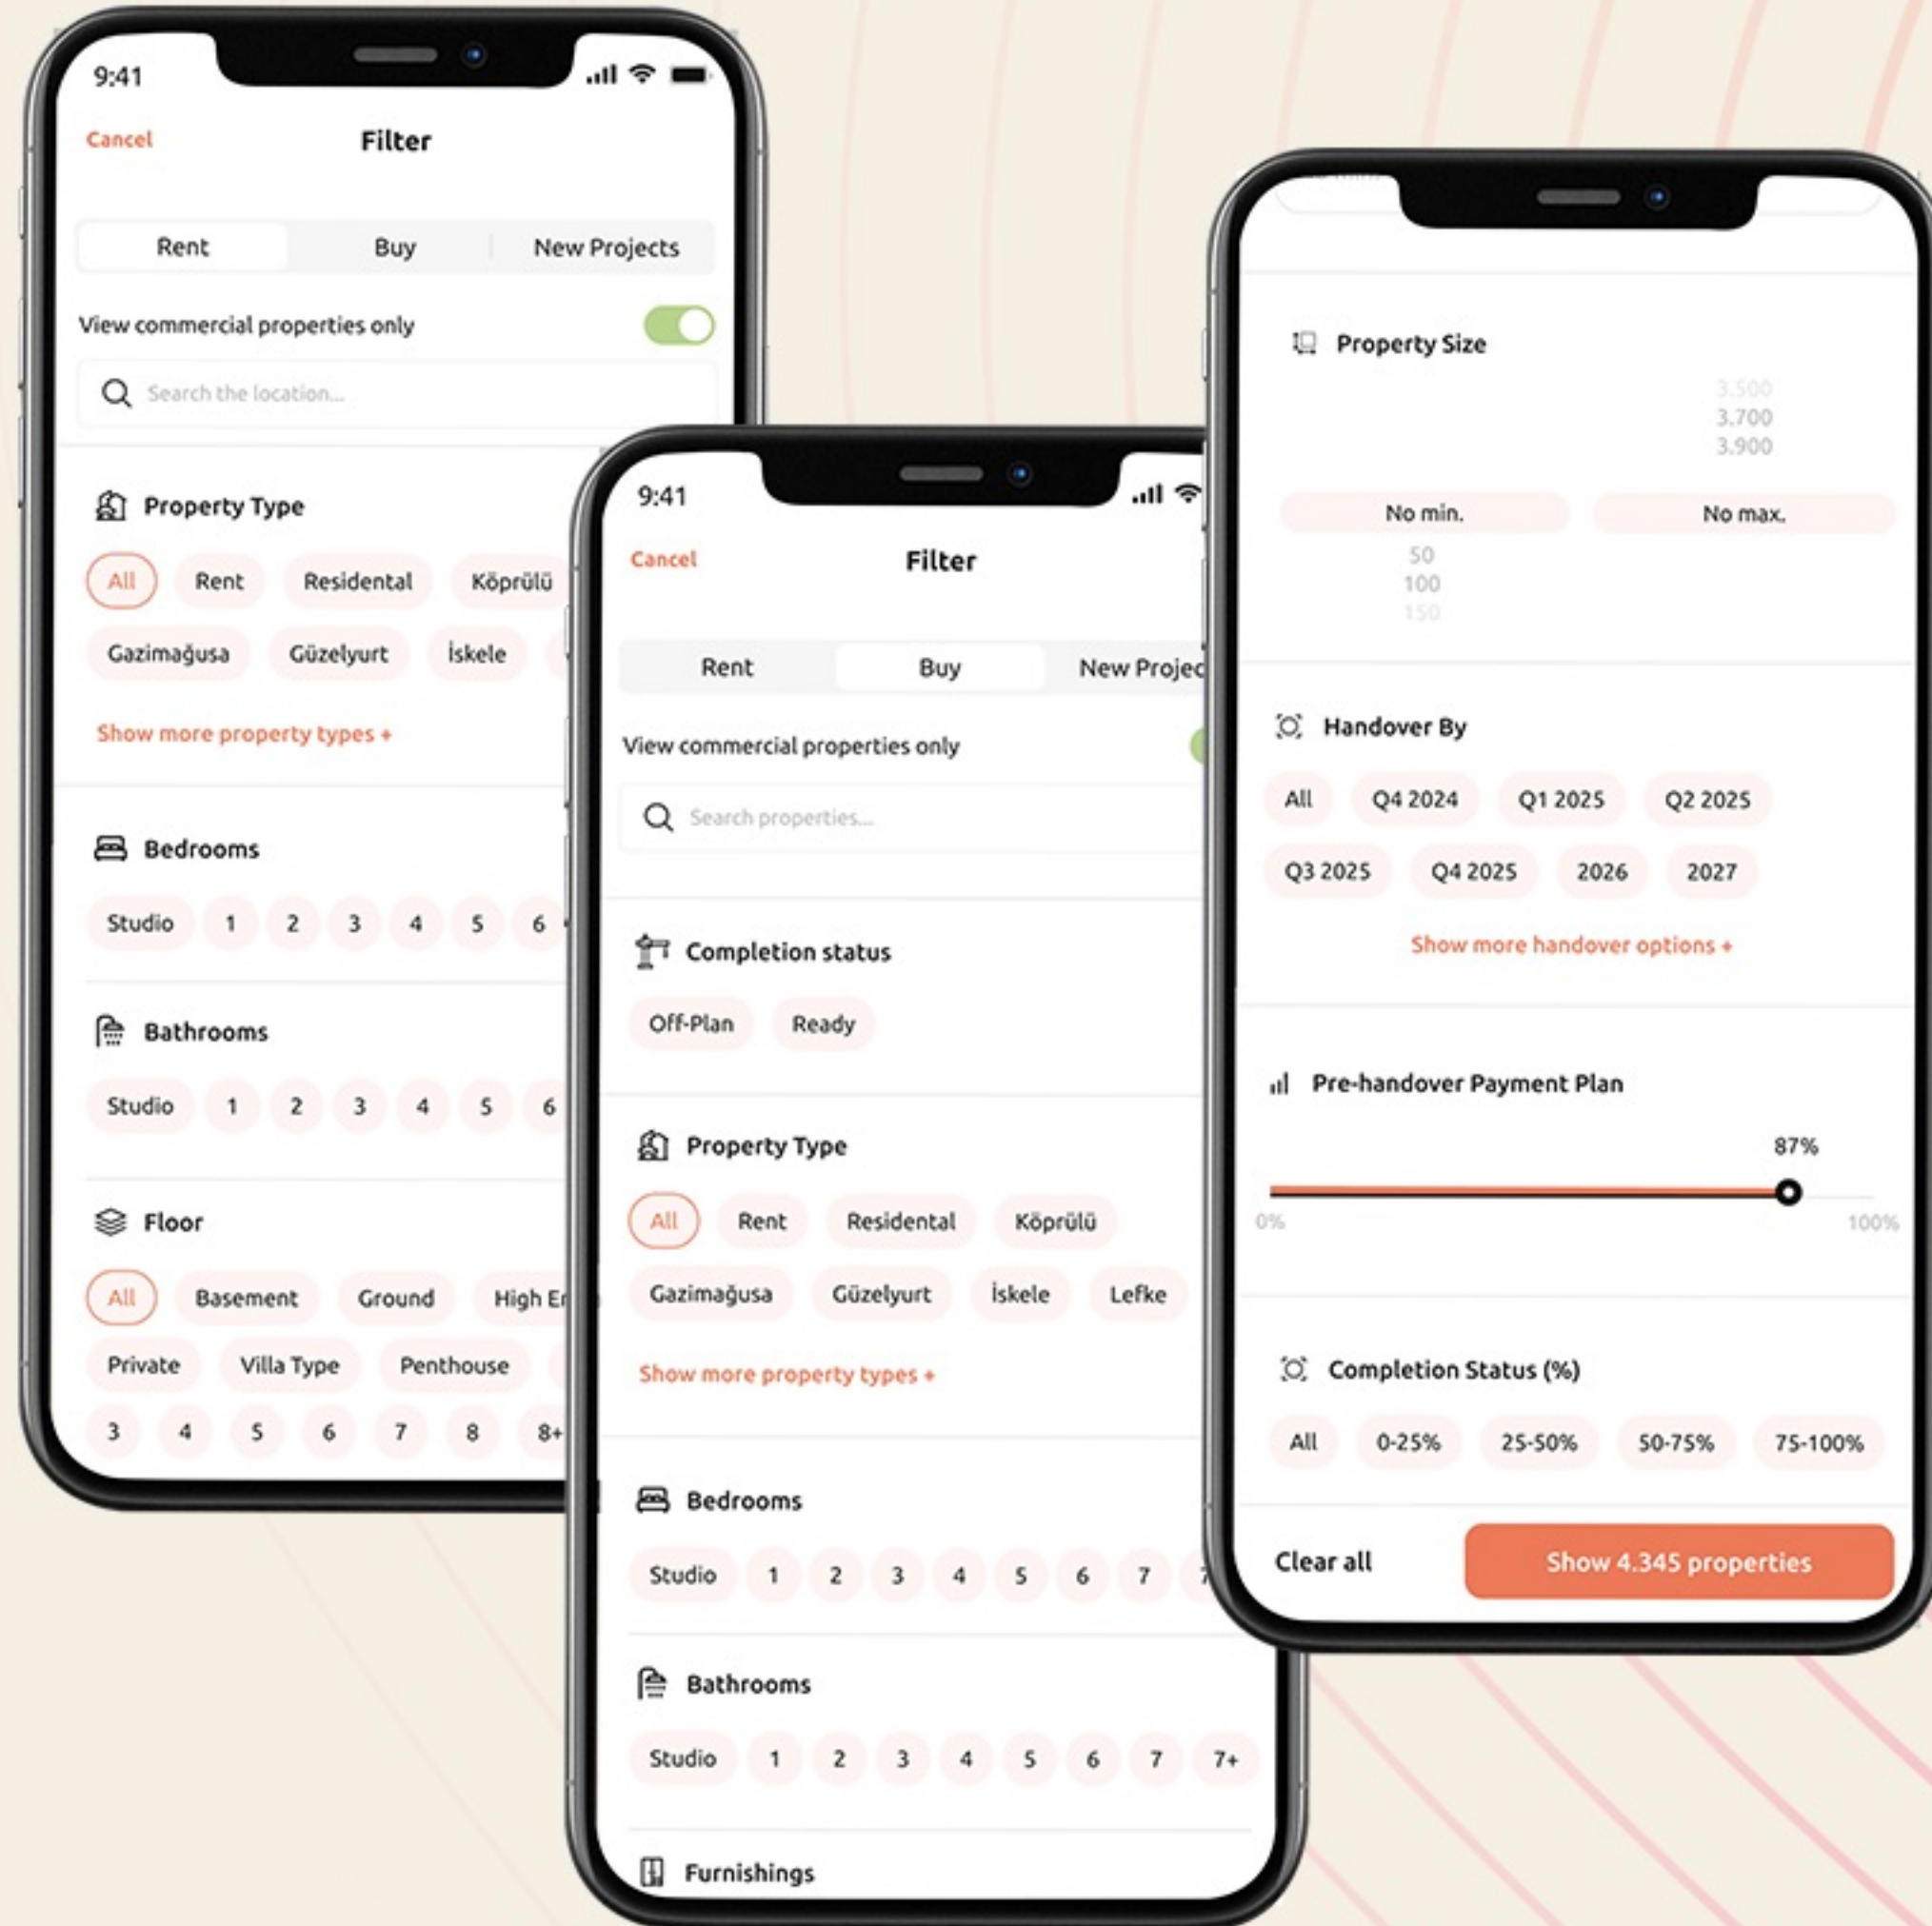 9:41
Cancel Filter
Rent Buy New Projects
View commercial properties only
Search the location...
Property Type
All Rent Residental Köprülü
Gazimağusa Güzelyurt İskele
Show more property types +
Bedrooms
Studio 1 2 3 4 5 6
Bathrooms
Studio 1 2 3 4 5 6
Floor
All Basement Ground High
Private Villa Type Penthouse
3 4 5 6 7 8 8+
9:41
Cancel Filter
Rent Buy New Projec
View commercial properties only
Search properties...
Completion status
Off-Plan Ready
Property Type
All Rent Residental Köprülü
Gazimağusa Güzelyurt İskele Lefke
Show more property types +
Bedrooms
Studio 1 2 3 4 5 6 7
Bathrooms
Studio 1 2 3 4 5 6 7 7+
Furnishings
Property Size
3.500
3.700
3.900
No min. No max.
50
100
150
Handover By
All Q4 2024 Q1 2025 Q2 2025
Q3 2025 Q4 2025 2026 2027
Show more handover options +
Pre-handover Payment Plan
87%
0% 100%
Completion Status (%)
All 0-25% 25-50% 50-75% 75-100%
Clear all Show 4.345 properties